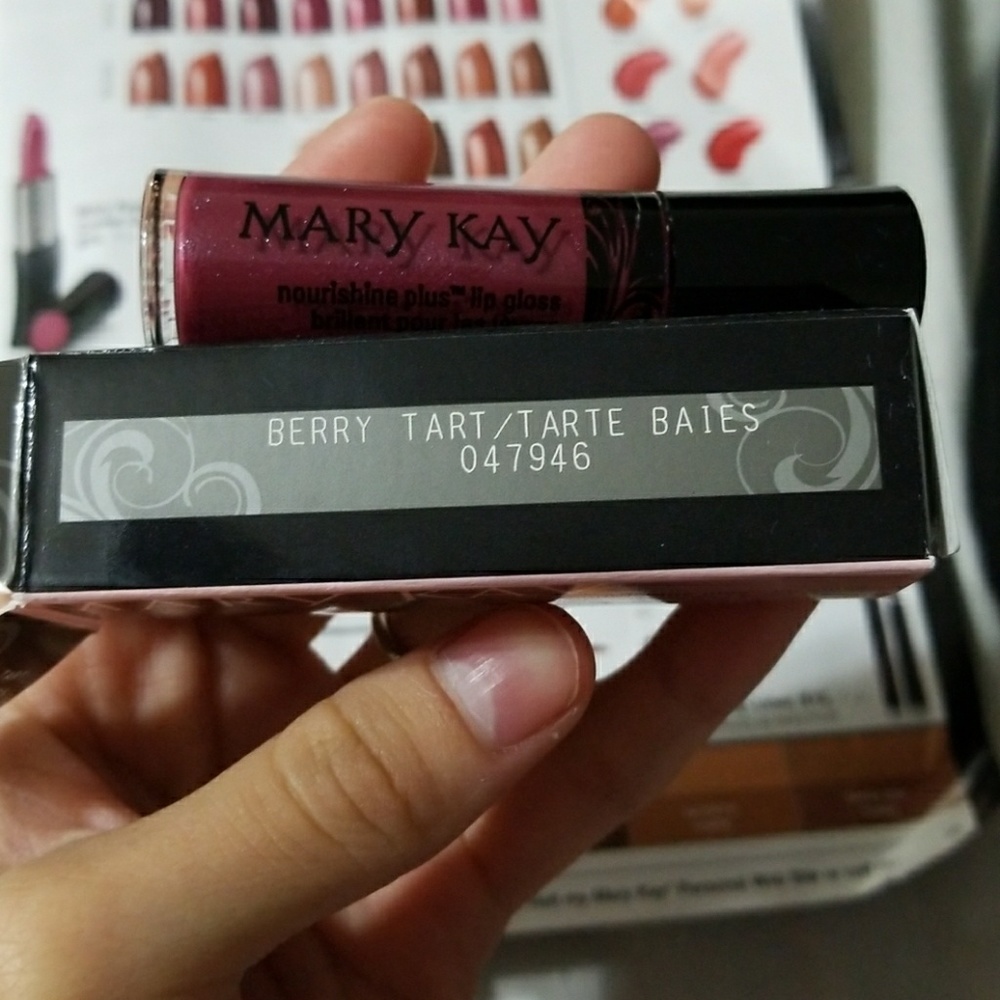 MARY KAY
nourishine plus™ lip gloss
brillant pour les lèvres
BERRY TART/TARTE BAIES
047946